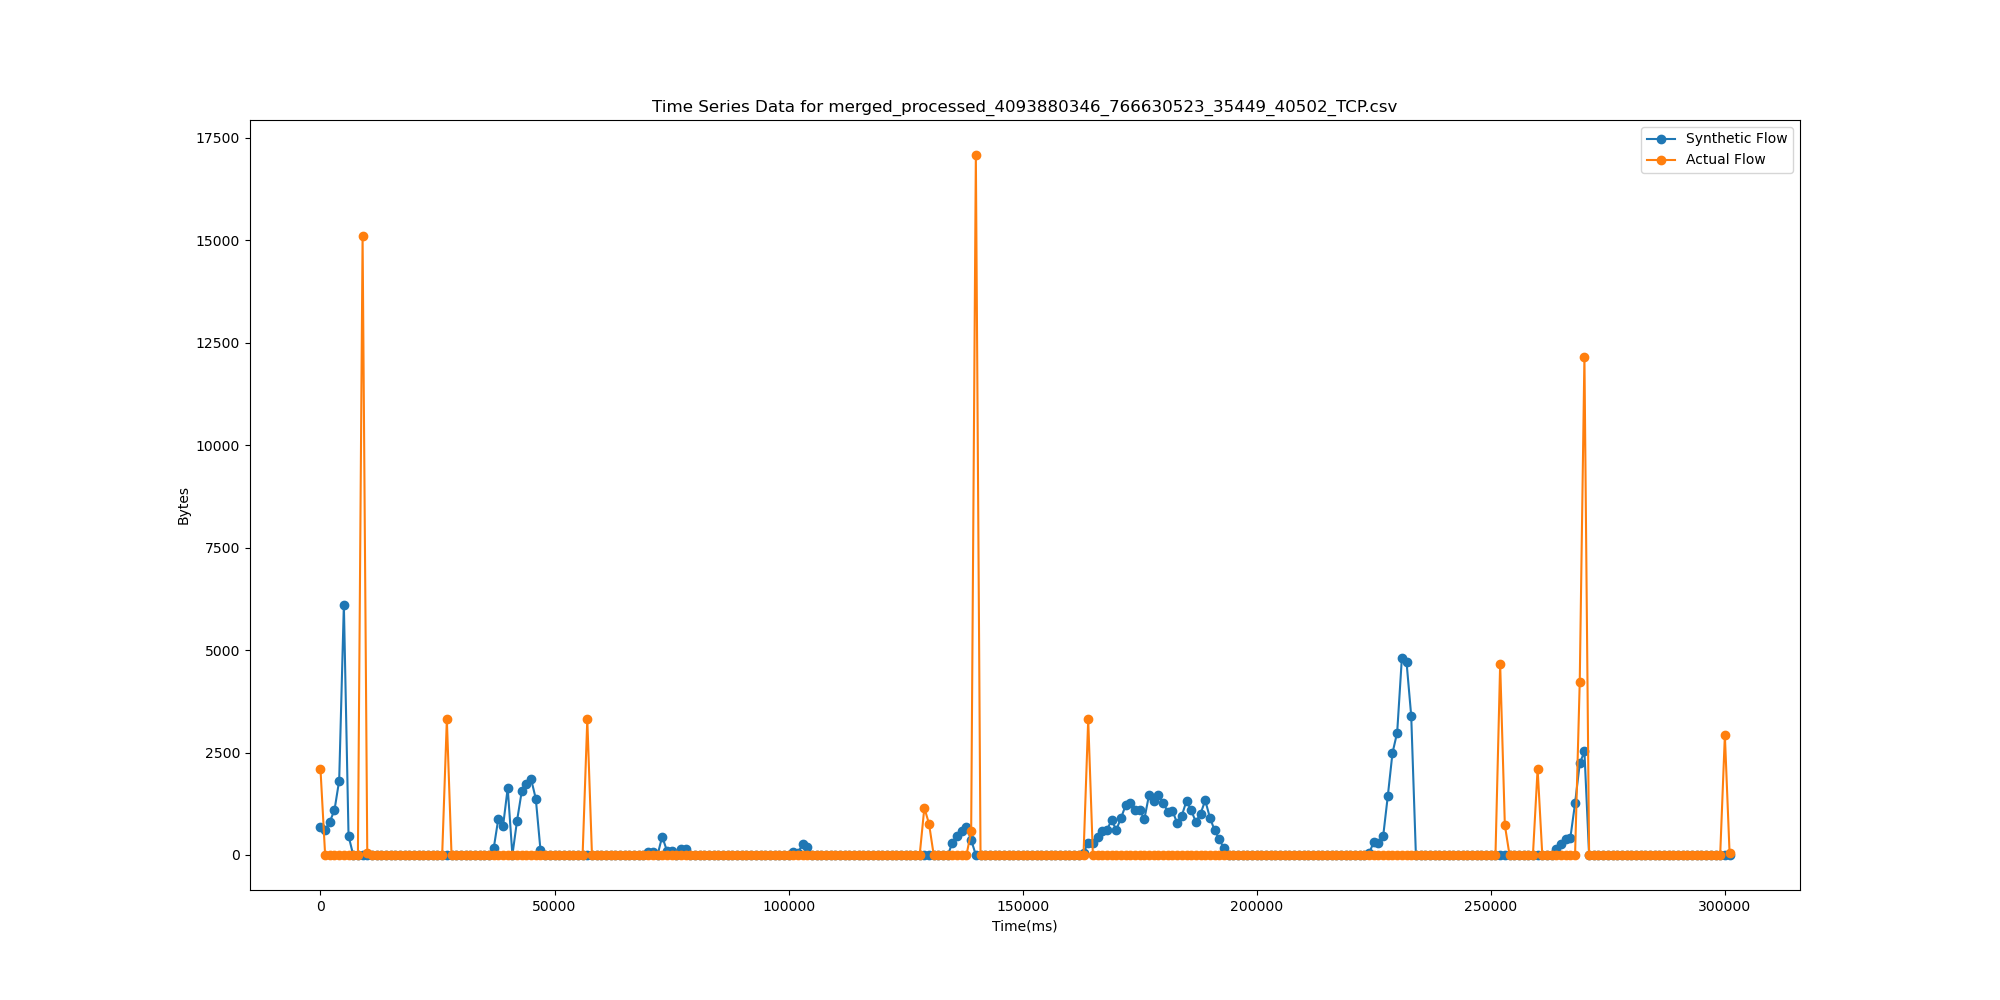 Time Series Data for merged_processed_4093880346_766630523_35449_40502_TCP.csv
Synthetic Flow
Actual Flow
17500
15000
12500
10000
7500
5000
2500
0
Bytes
0 50000 100000 150000 200000 250000 300000
Time(ms)